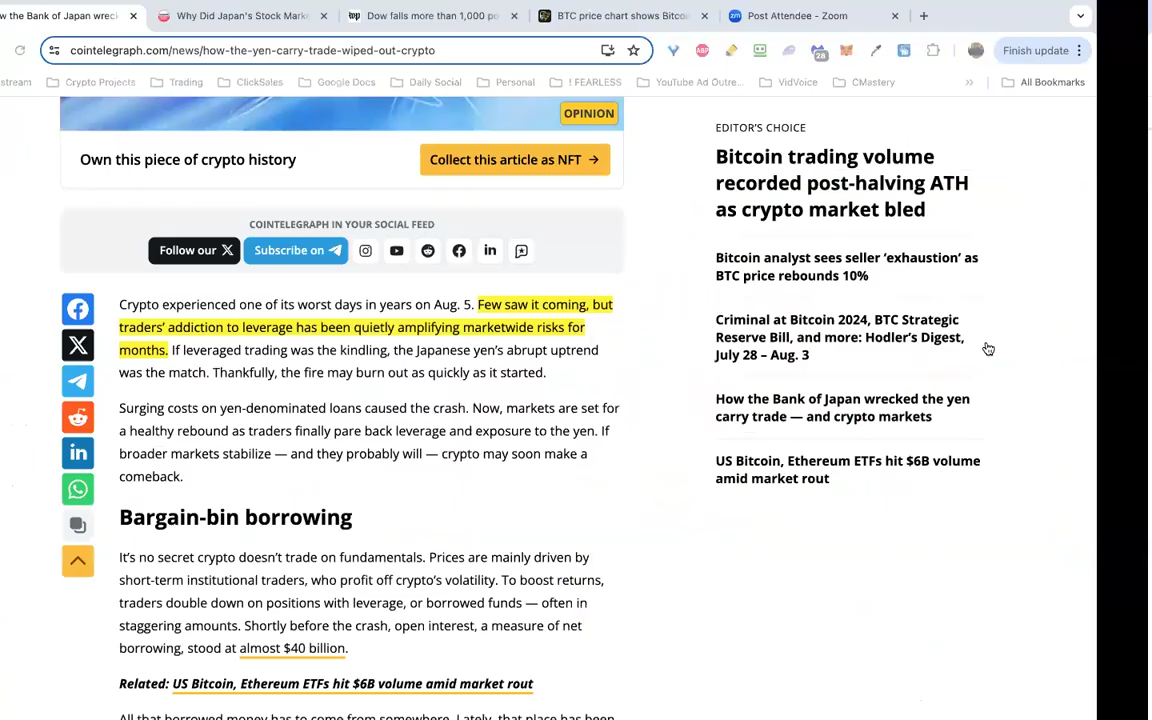 w the Bank of Japan wreck
Why Did Japan's Stock Mark
Dow falls more than 1,000 po
BTC price chart shows Bitcoi
Post Attendee - Zoom
cointelegraph.com/news/how-the-yen-carry-trade-wiped-out-crypto
28
Finish update
stream
Crypto Projects
Trading
ClickSales
Google Docs
Daily Social
Personal
! FEARLESS
YouTube Ad Outre...
VidVoice
CMastery
All Bookmarks
OPINION
Own this piece of crypto history
Collect this article as NFT →
COINTELEGRAPH IN YOUR SOCIAL FEED
Follow our X
Subscribe on
Crypto experienced one of its worst days in years on Aug. 5. Few saw it coming, but
traders’ addiction to leverage has been quietly amplifying marketwide risks for
months. If leveraged trading was the kindling, the Japanese yen’s abrupt uptrend
was the match. Thankfully, the fire may burn out as quickly as it started.
Surging costs on yen-denominated loans caused the crash. Now, markets are set for
a healthy rebound as traders finally pare back leverage and exposure to the yen. If
broader markets stabilize — and they probably will — crypto may soon make a
comeback.
Bargain-bin borrowing
It’s no secret crypto doesn’t trade on fundamentals. Prices are mainly driven by
short-term institutional traders, who profit off crypto’s volatility. To boost returns,
traders double down on positions with leverage, or borrowed funds — often in
staggering amounts. Shortly before the crash, open interest, a measure of net
borrowing, stood at almost $40 billion.
Related: US Bitcoin, Ethereum ETFs hit $6B volume amid market rout
All that borrowed money has to come from somewhere. Lately, that place has been
EDITOR’S CHOICE
Bitcoin trading volume
recorded post-halving ATH
as crypto market bled
Bitcoin analyst sees seller ‘exhaustion’ as
BTC price rebounds 10%
Criminal at Bitcoin 2024, BTC Strategic
Reserve Bill, and more: Hodler’s Digest,
July 28 – Aug. 3
How the Bank of Japan wrecked the yen
carry trade — and crypto markets
US Bitcoin, Ethereum ETFs hit $6B volume
amid market rout